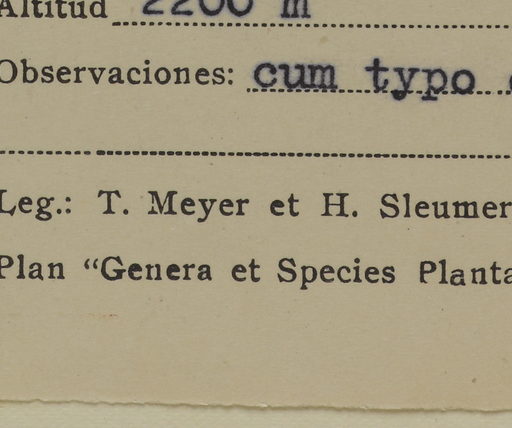 Altitud 2200 m
Observaciones: cum typo
Leg.: T. Meyer et H. Sleumer
Plan “Genera et Species Planta